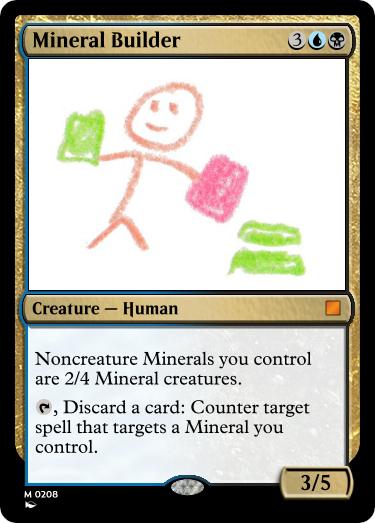 Mineral Builder 3
Creature — Human
Noncreature Minerals you control
are 2/4 Mineral creatures.
, Discard a card: Counter target
spell that targets a Mineral you
control.
3/5
M 0208